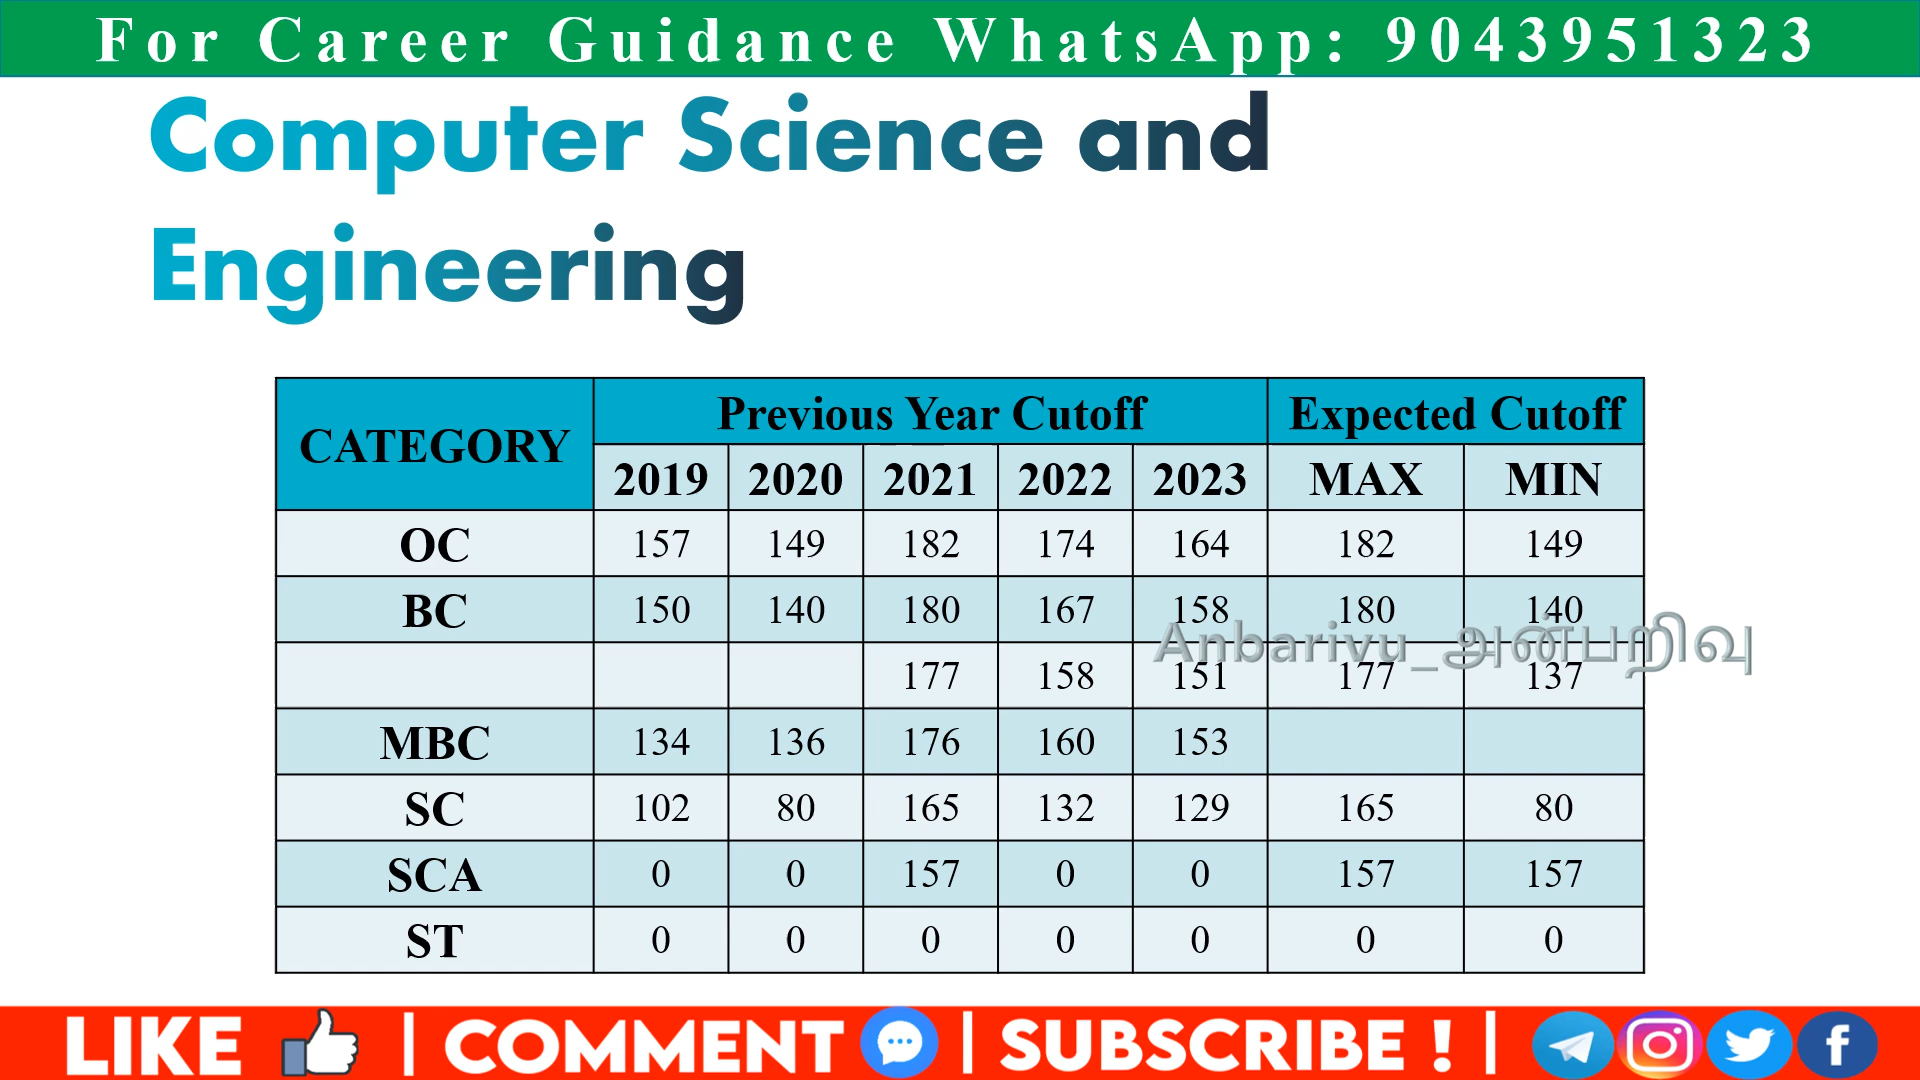 For Career Guidance WhatsApp: 9043951323
Computer Science and
Engineering
CATEGORY Previous Year Cutoff Expected Cutoff
2019 2020 2021 2022 2023 MAX MIN
OC 157 149 182 174 164 182 149
BC 150 140 180 167 158 180 140
Anbarivu_அன்பறிவு
177 158 151 177 137
MBC 134 136 176 160 153
SC 102 80 165 132 129 165 80
SCA 0 0 157 0 0 157 157
ST 0 0 0 0 0 0 0
LIKE | COMMENT | SUBSCRIBE ! |